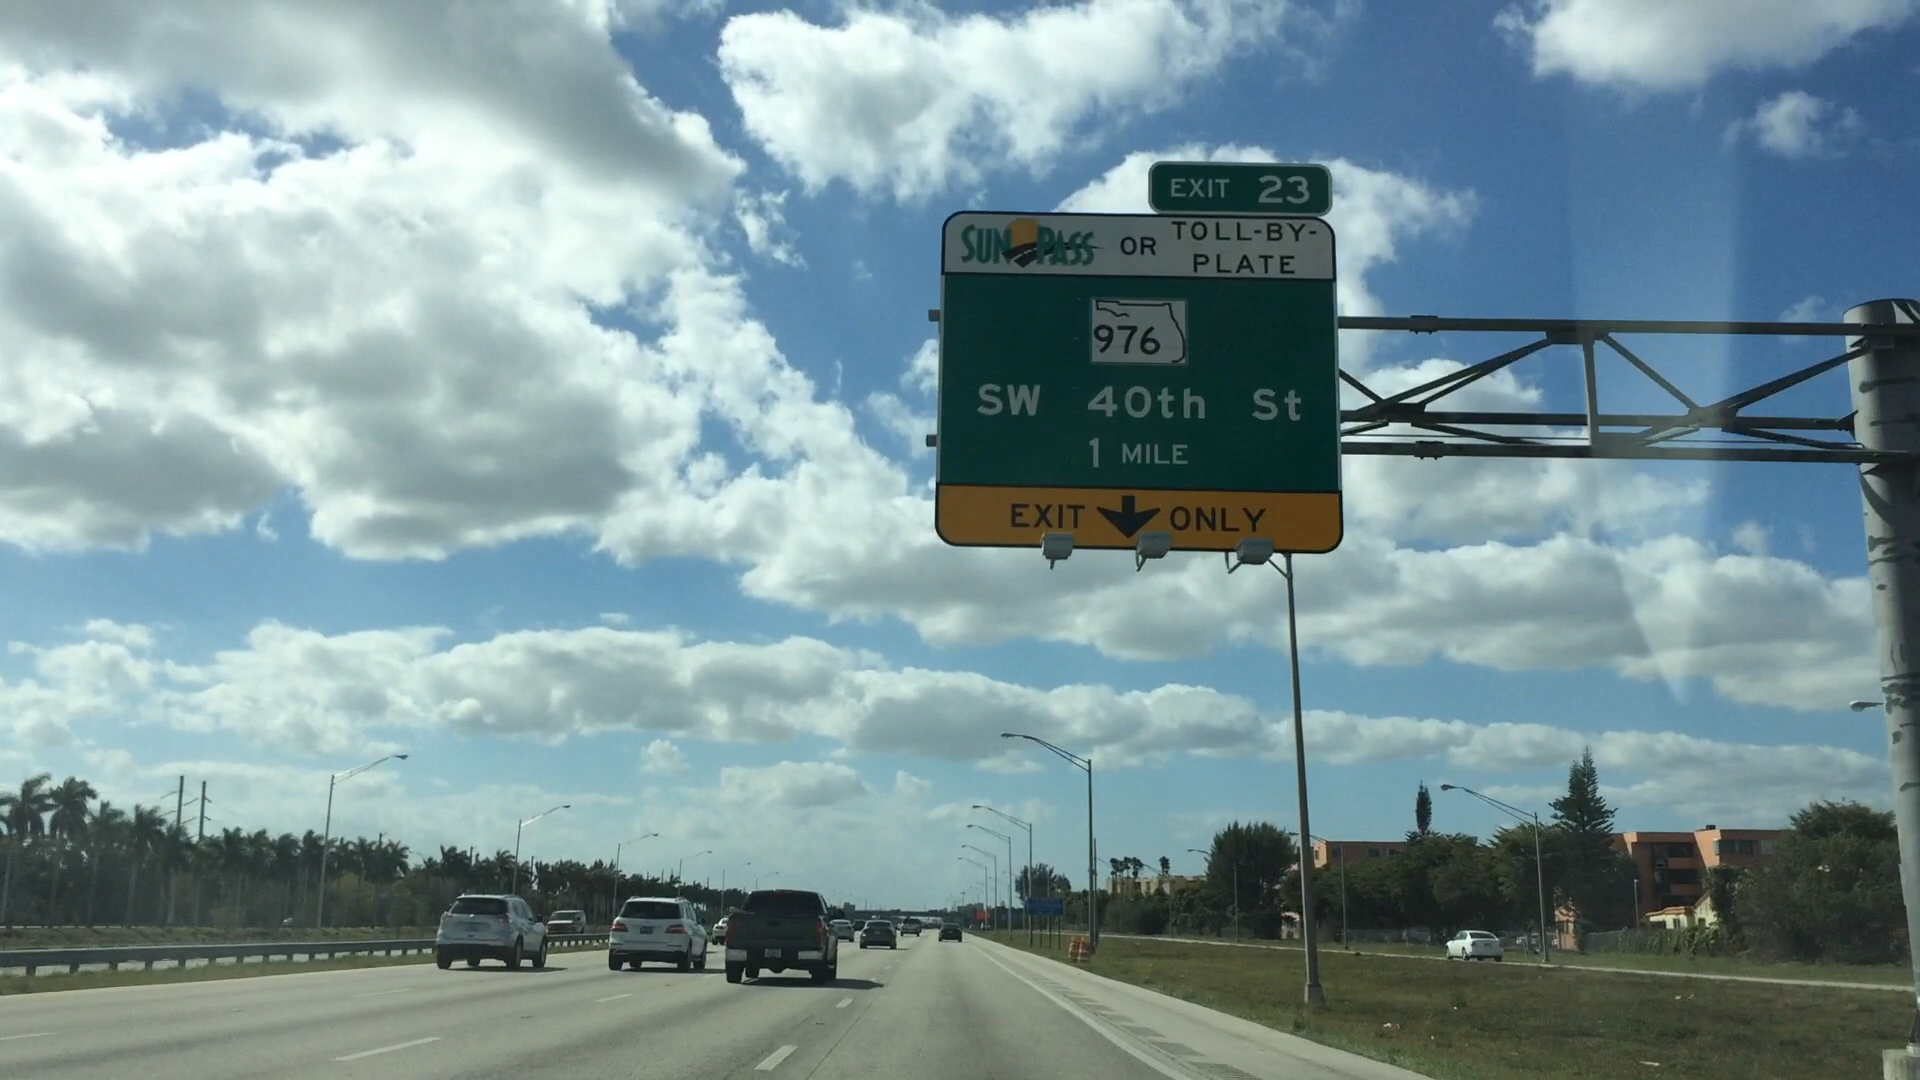 EXIT 23
SUNPASS OR TOLL-BY-
PLATE
976
SW 40th St
1 MILE
EXIT ONLY